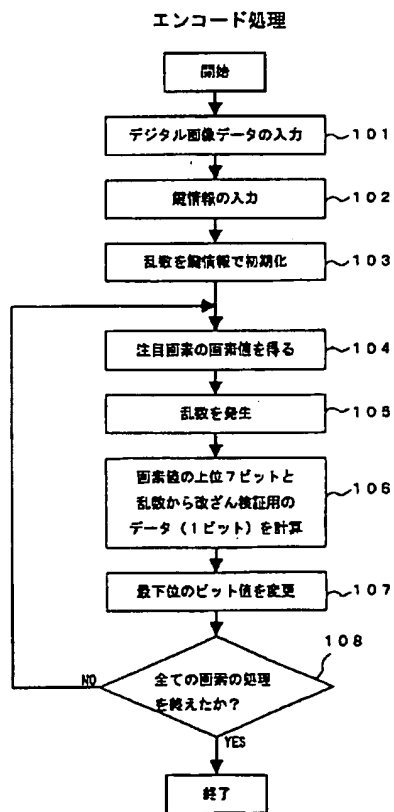 エンコード処理
開始
デジタル画像データの入力
101
鍵情報の入力
102
乱数を鍵情報で初期化
103
注目画素の画素値を得る
104
乱数を発生
105
画素値の上位7ビットと
乱数から改ざん検証用の
データ(1ビット)を計算
106
最下位のビット値を変更
107
108
全ての画素の処理
を終えたか?
NO
YES
終了